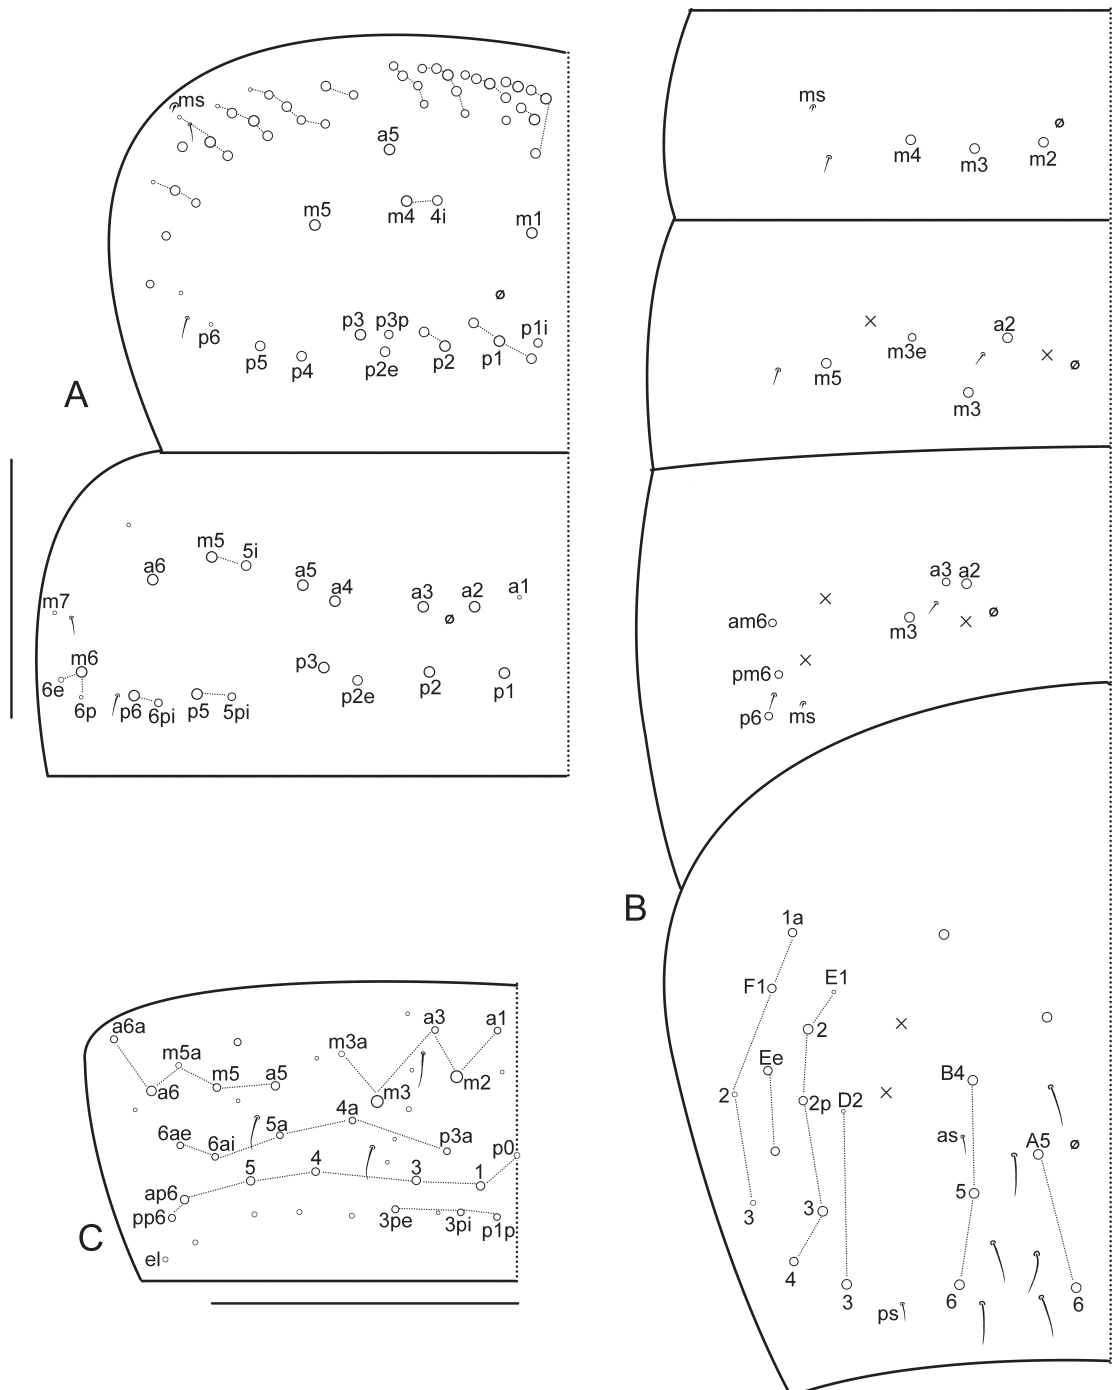 ms
a5
m5
m4 4i
m1
ø
p6
p5
p4
p3 p3p
p2e
p2
p1
p1i
A
m5 5i
a6
a5
a4
a3 a2 a1
ø
m7
m6
6e
6p
p6 6pi p5 5pi
p3
p2e
p2
p1
ms
ø
m4 m3 m2
a2
m3e
m5
ø
m3
a3 a2
am6
m3
ø
pm6
p6 ms
B
1a
F1
E1
2
Ee
2
2p D2
B4
as
A5
ø
5
3
3
4
3
ps
6
6
a6a
a3 a1
m3a
m5a
m5 a5
a6
m3
m2
4a
5a
6ae
6ai
p3a
p0
5 4 3 1
ap6
pp6
3pe 3pi p1p
C
el